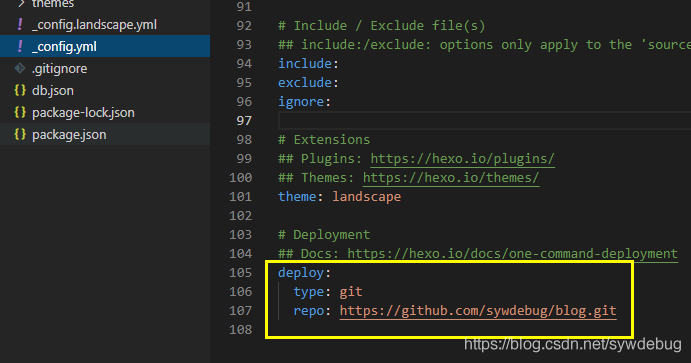 themes
_config.landscape.yml
_config.yml
.gitignore
db.json
package-lock.json
package.json
91
92 # Include / Exclude file(s)
93 ## include:/exclude: options only apply to the 'source
94 include:
95 exclude:
96 ignore:
97
98 # Extensions
99 ## Plugins: https://hexo.io/plugins/
100 ## Themes: https://hexo.io/themes/
101 theme: landscape
102
103 # Deployment
104 ## Docs: https://hexo.io/docs/one-command-deployment
105 deploy:
106 type: git
107 repo: https://github.com/sywdebug/blog.git
108
https://blog.csdn.net/sywdebug